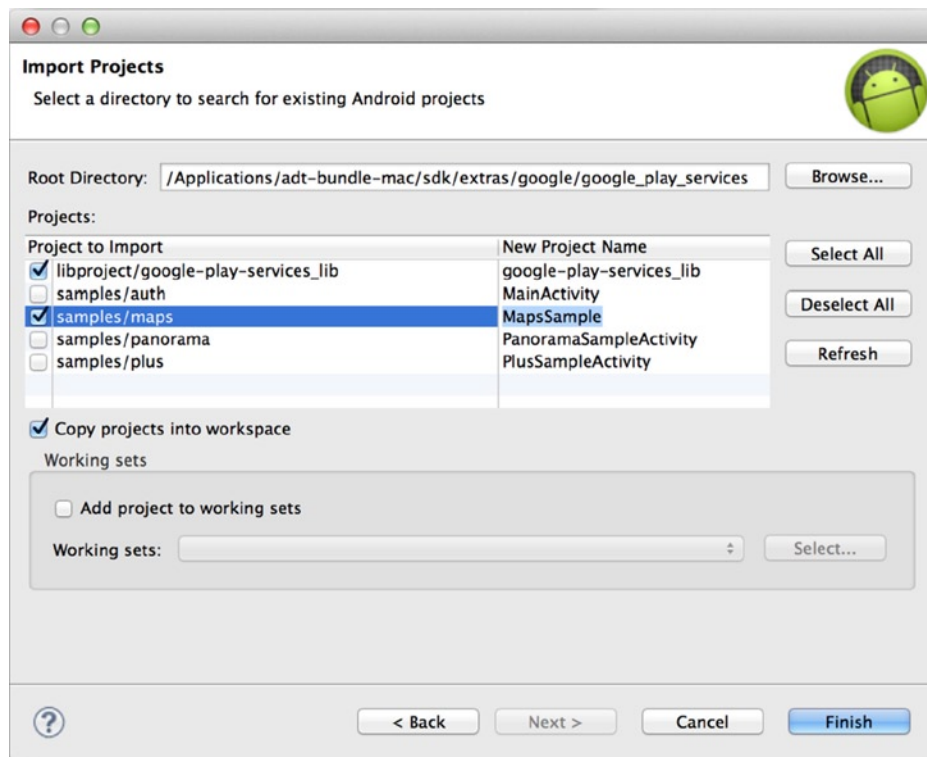 Import Projects
Select a directory to search for existing Android projects
Root Directory: /Applications/adt-bundle-mac/sdk/extras/google/google_play_services Browse...
Projects:
Project to Import New Project Name
Select All
libproject/google-play-services_lib google-play-services_lib
samples/auth MainActivity
Deselect All
samples/maps MapsSample
samples/panorama PanoramaSampleActivity
Refresh
samples/plus PlusSampleActivity
Copy projects into workspace
Working sets
Add project to working sets
Working sets: Select...
? < Back Next > Cancel Finish